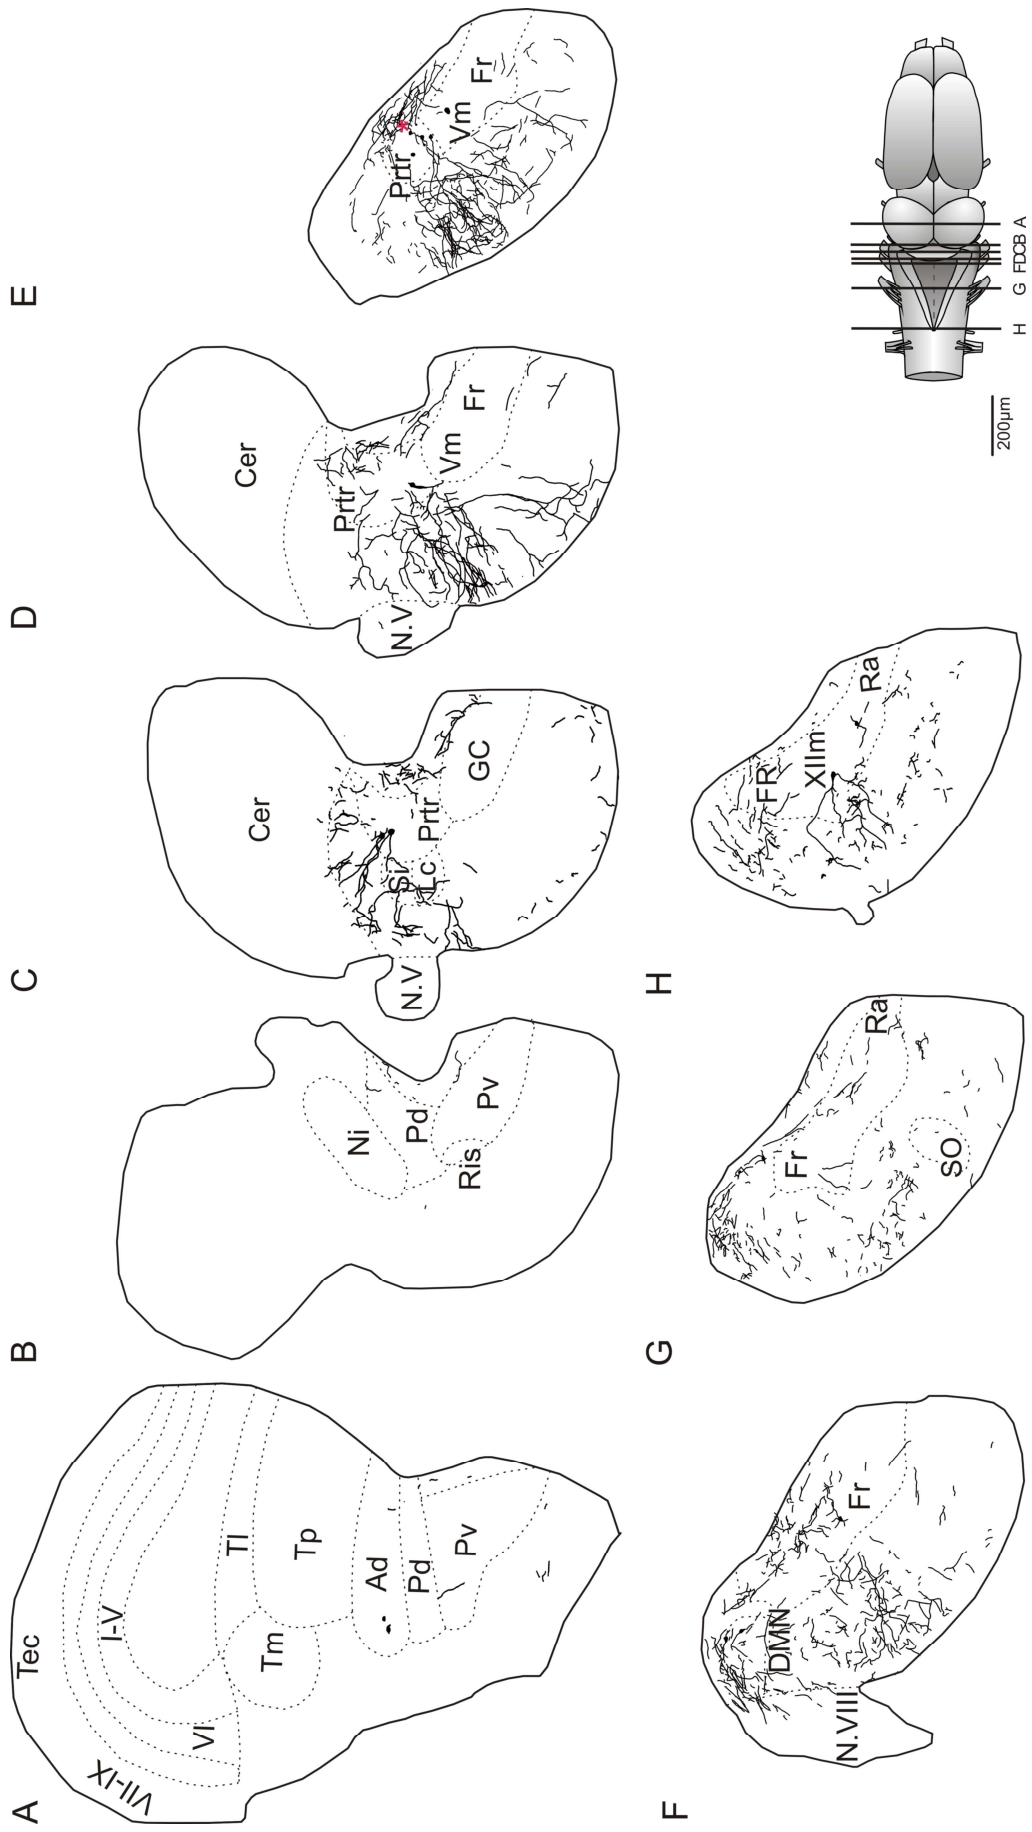 A
Tec
VII-IX
VI
I-V
Tl
Tm
Tp
Ad
Pd
Pv
B
Ni
Pd
Ris
Pv
C
Cer
N.V
Si
Lc
Prtr
GC
D
Cer
N.V
Prtr
Vm
Fr
E
Prtr
*
Vm
Fr
F
N.VIII
DMN
Fr
G
Fr
SO
Ra
H
FR
XIIm
Ra
200µm
H G FDCB A